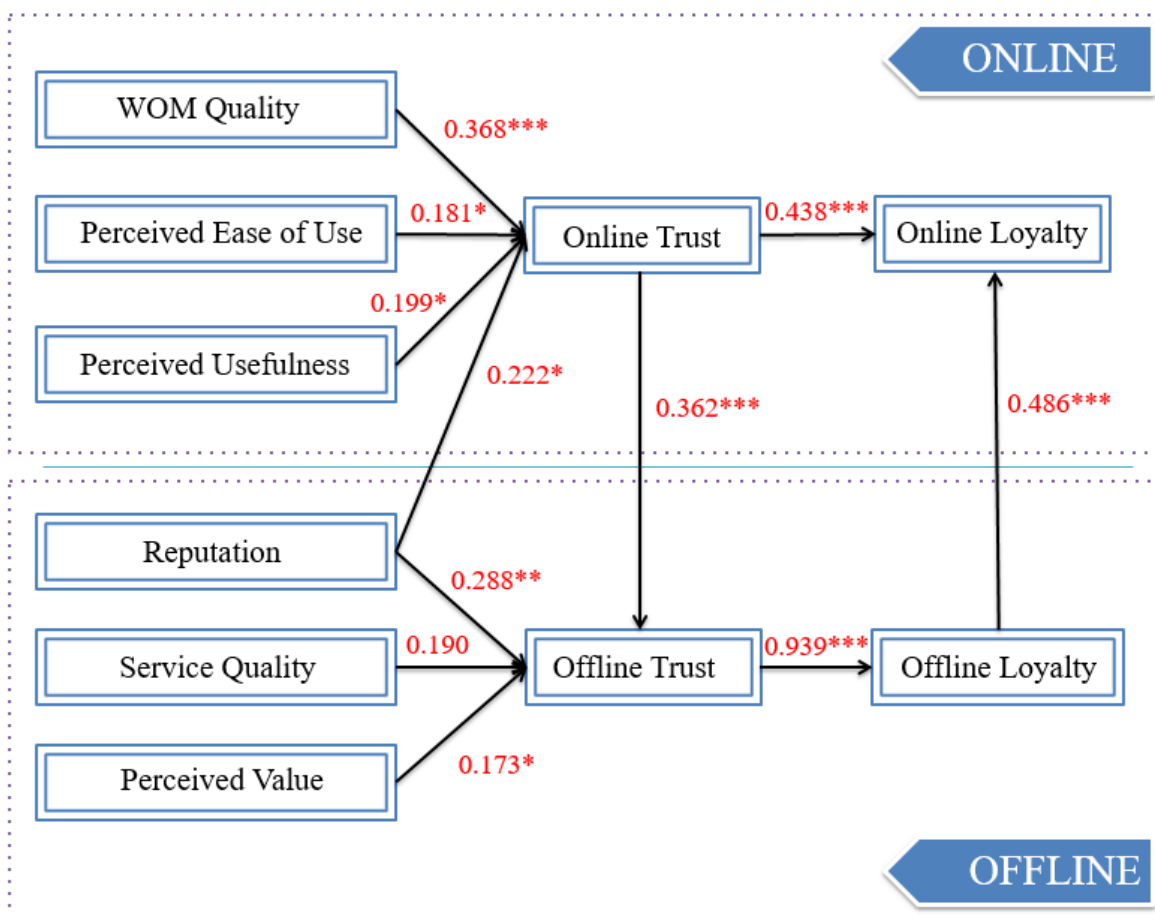 ONLINE
WOM Quality
0.368***
Perceived Ease of Use
0.181*
Online Trust
0.438***
Online Loyalty
0.199*
Perceived Usefulness
0.222*
0.362***
0.486***
Reputation
0.288**
Service Quality
0.190
Offline Trust
0.939***
Offline Loyalty
Perceived Value
0.173*
OFFLINE